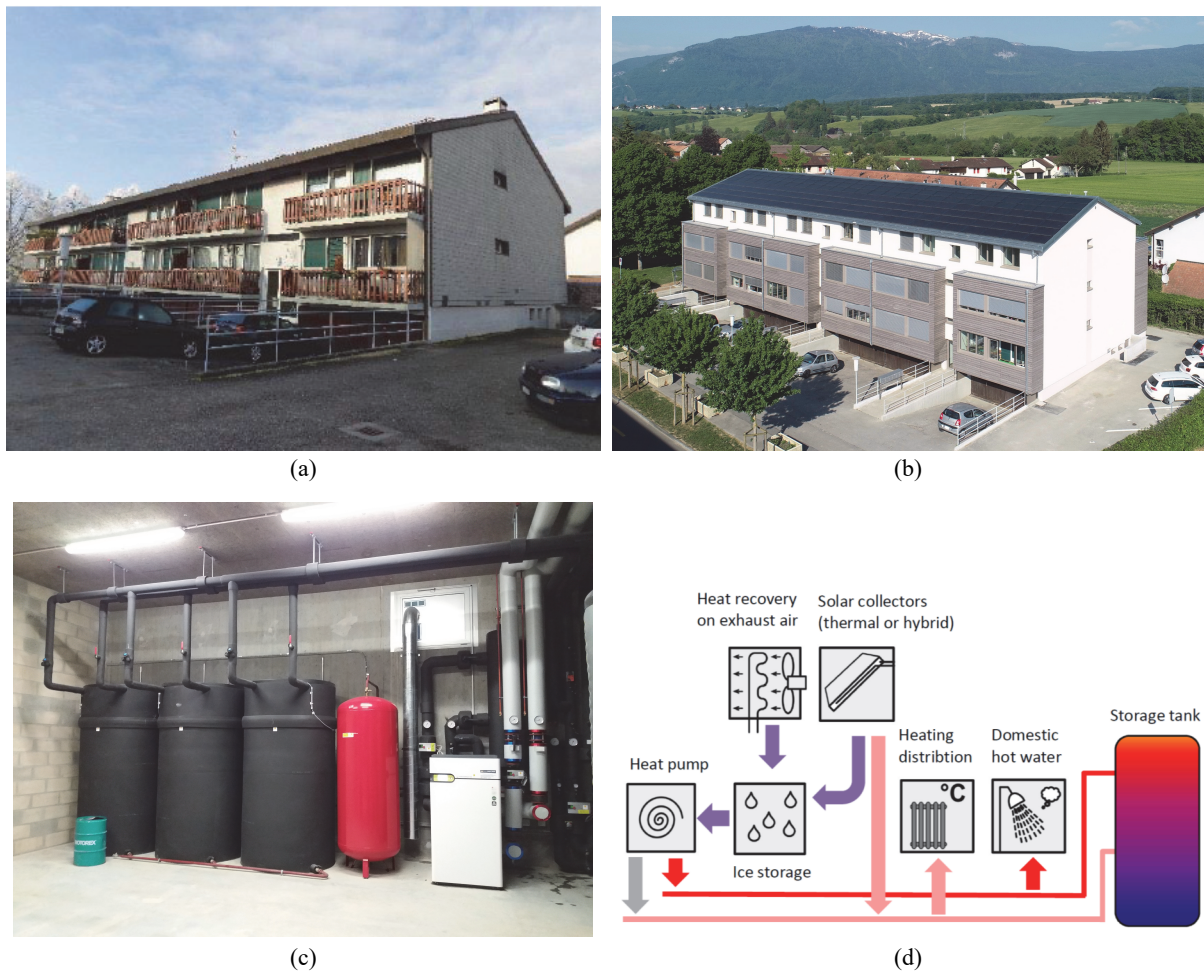 (a)
(b)
Heat recovery
on exhaust air
Solar collectors
(thermal or hybrid)
Storage tank
Heating
distribtion
Domestic
hot water
Heat pump
°C
Ice storage
MOTOREX
(c)
(d)